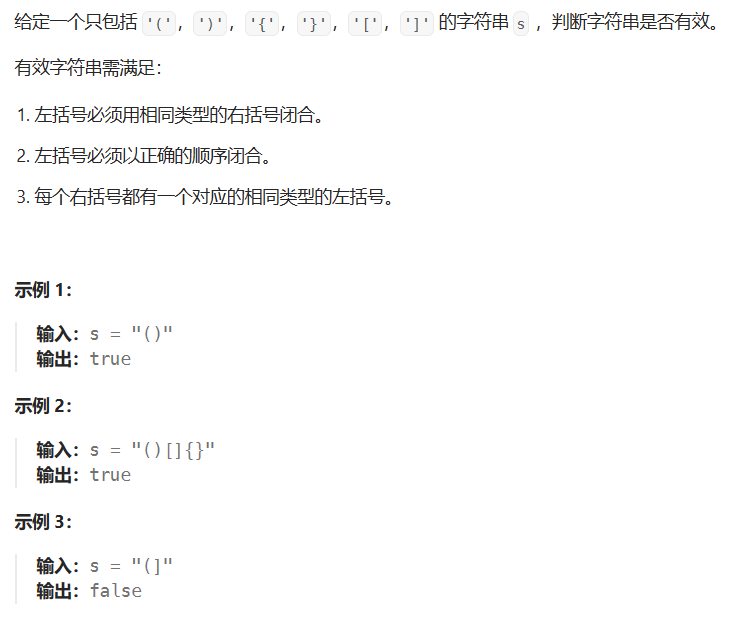 给定一个只包括 '(', ')', '{', '}', '[', ']' 的字符串 s ，判断字符串是否有效。
有效字符串需满足：
1. 左括号必须用相同类型的右括号闭合。
2. 左括号必须以正确的顺序闭合。
3. 每个右括号都有一个对应的相同类型的左括号。
示例 1：
输入：s = "()"
输出：true
示例 2：
输入：s = "()[]{}"
输出：true
示例 3：
输入：s = "(]"
输出：false